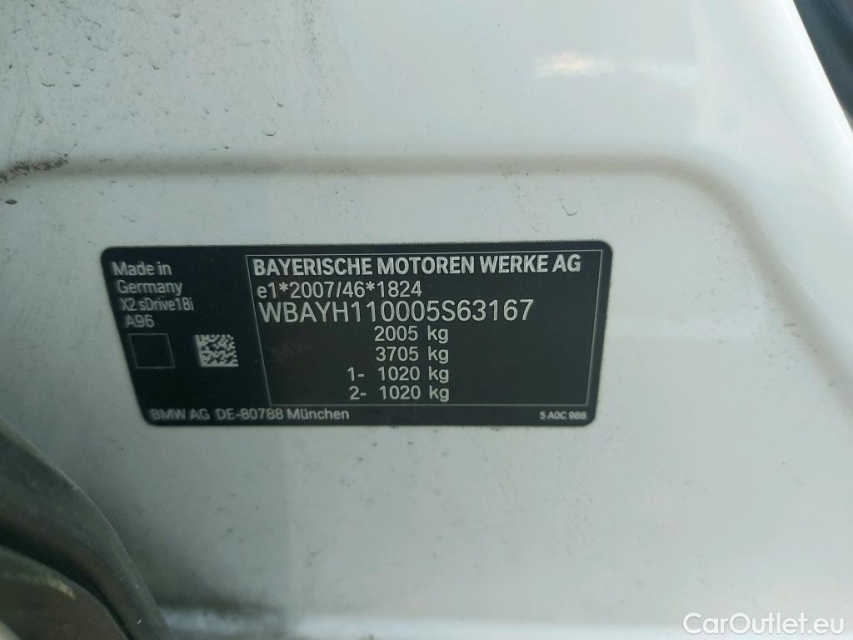 Made in
Germany
X2 sDrive18i
A96
BAYERISCHE MOTOREN WERKE AG
e1*2007/46*1824
WBAYH110005S63167
2005 kg
3705 kg
1- 1020 kg
2- 1020 kg
BMW AG DE-80788 München
5 A0C 986
CarOutlet.eu